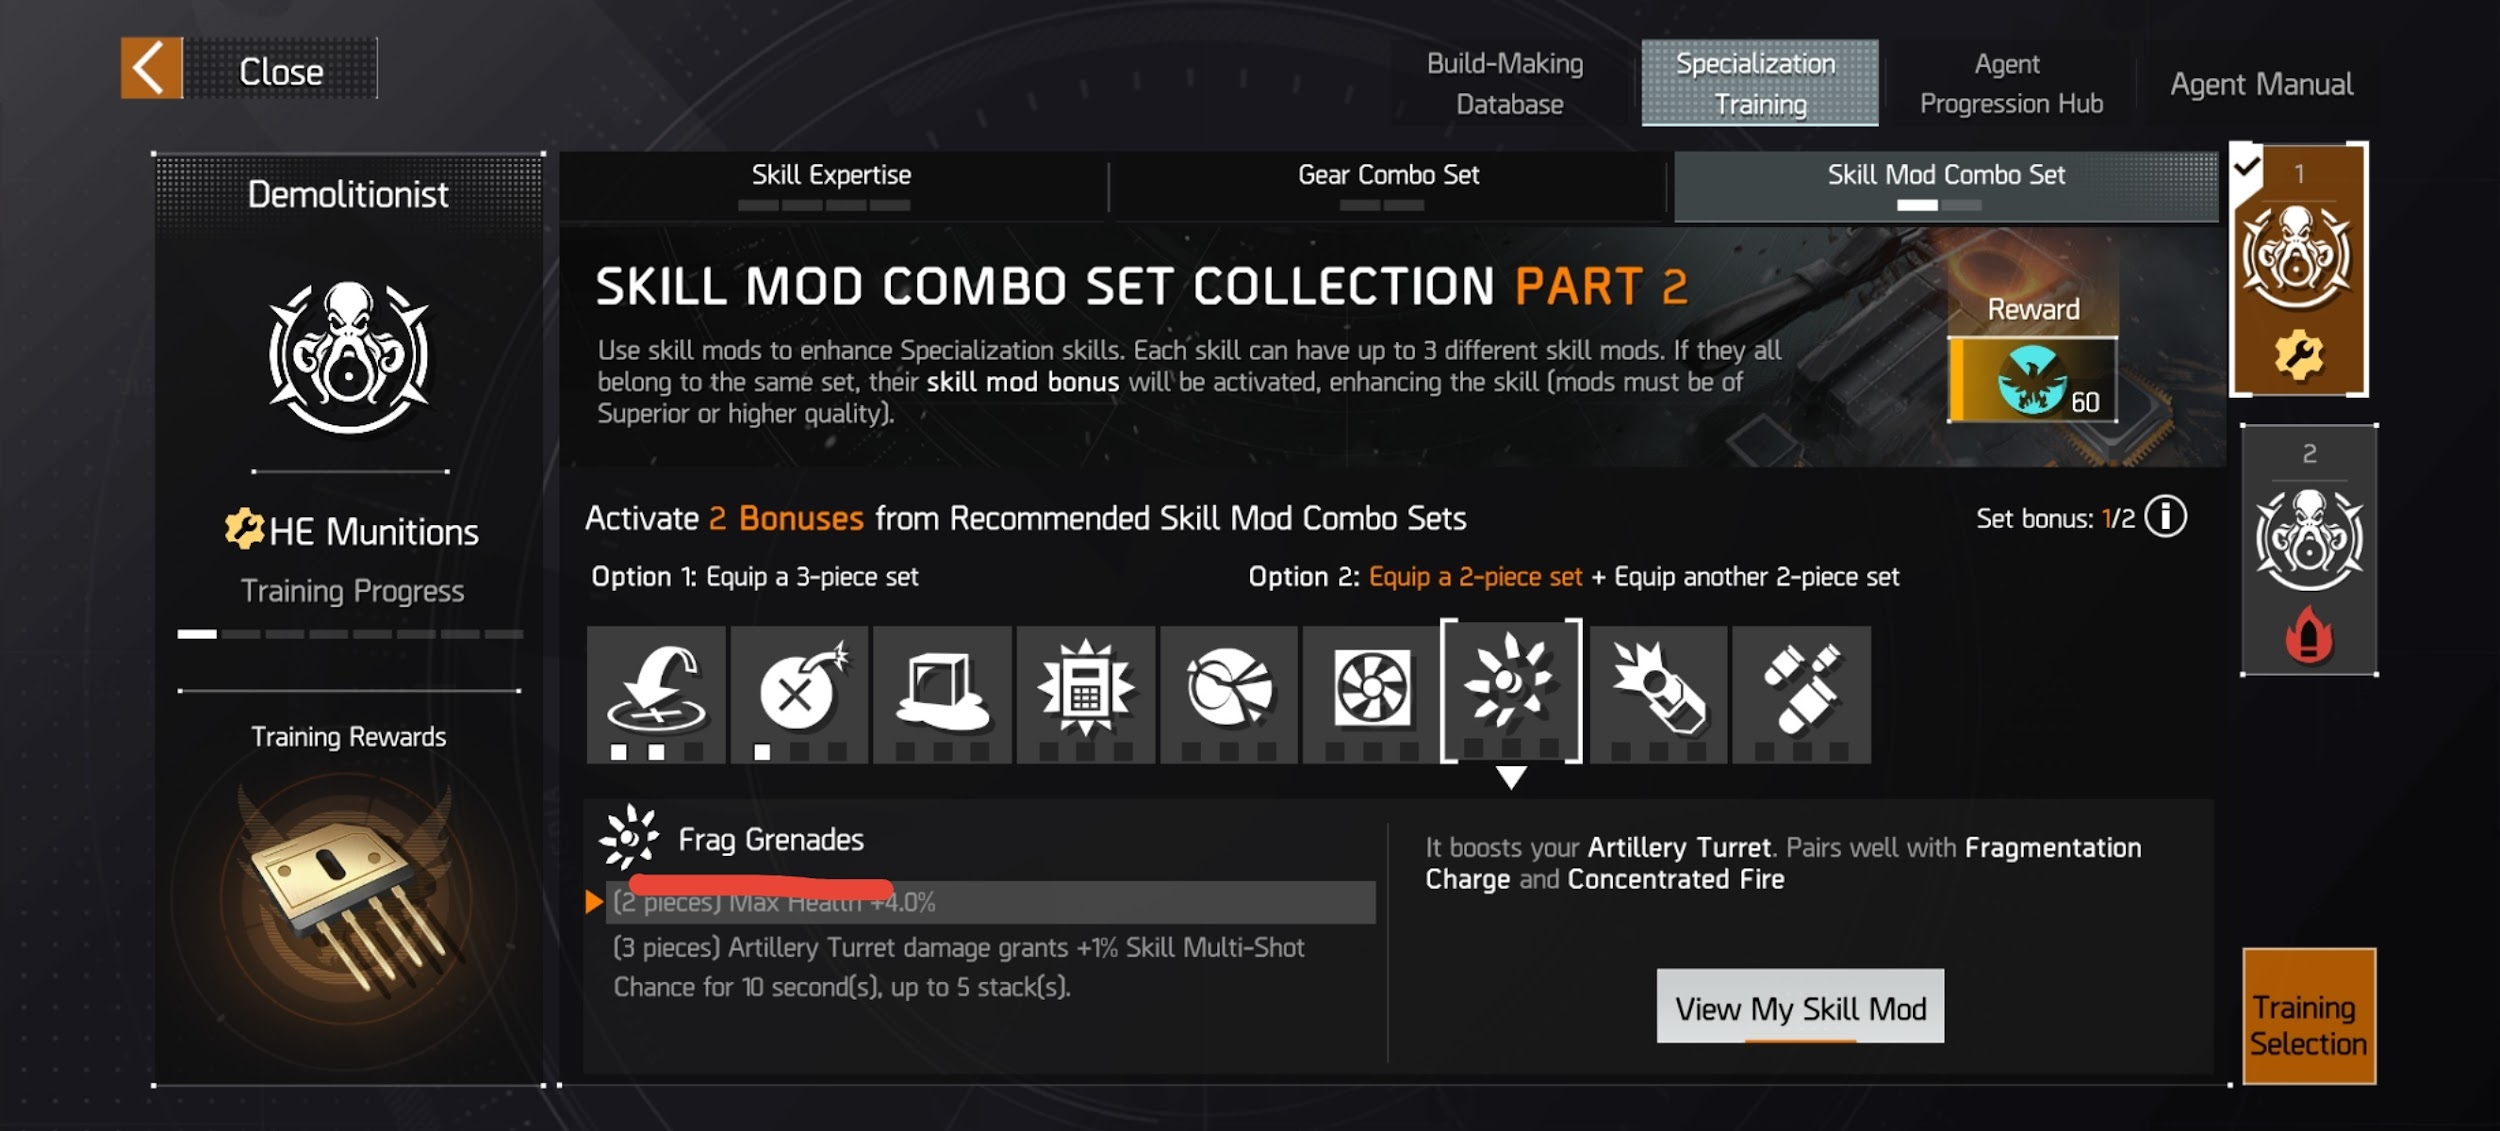 Close
Build-Making
Database
Specialization
Training
Agent
Progression Hub
Agent Manual
Demolitionist
HE Munitions
Training Progress
Training Rewards
Skill Expertise
Gear Combo Set
Skill Mod Combo Set
SKILL MOD COMBO SET COLLECTION PART 2
Use skill mods to enhance Specialization skills. Each skill can have up to 3 different skill mods. If they all
belong to the same set, their skill mod bonus will be activated, enhancing the skill (mods must be of
Superior or higher quality).
Reward
60
Activate 2 Bonuses from Recommended Skill Mod Combo Sets
Set bonus: 1/2
Option 1: Equip a 3-piece set
Option 2: Equip a 2-piece set + Equip another 2-piece set
Frag Grenades
(2 pieces) Max Health +4.0%
(3 pieces) Artillery Turret damage grants +1% Skill Multi-Shot
Chance for 10 second(s), up to 5 stack(s).
It boosts your Artillery Turret. Pairs well with Fragmentation
Charge and Concentrated Fire
View My Skill Mod
1
2
Training
Selection